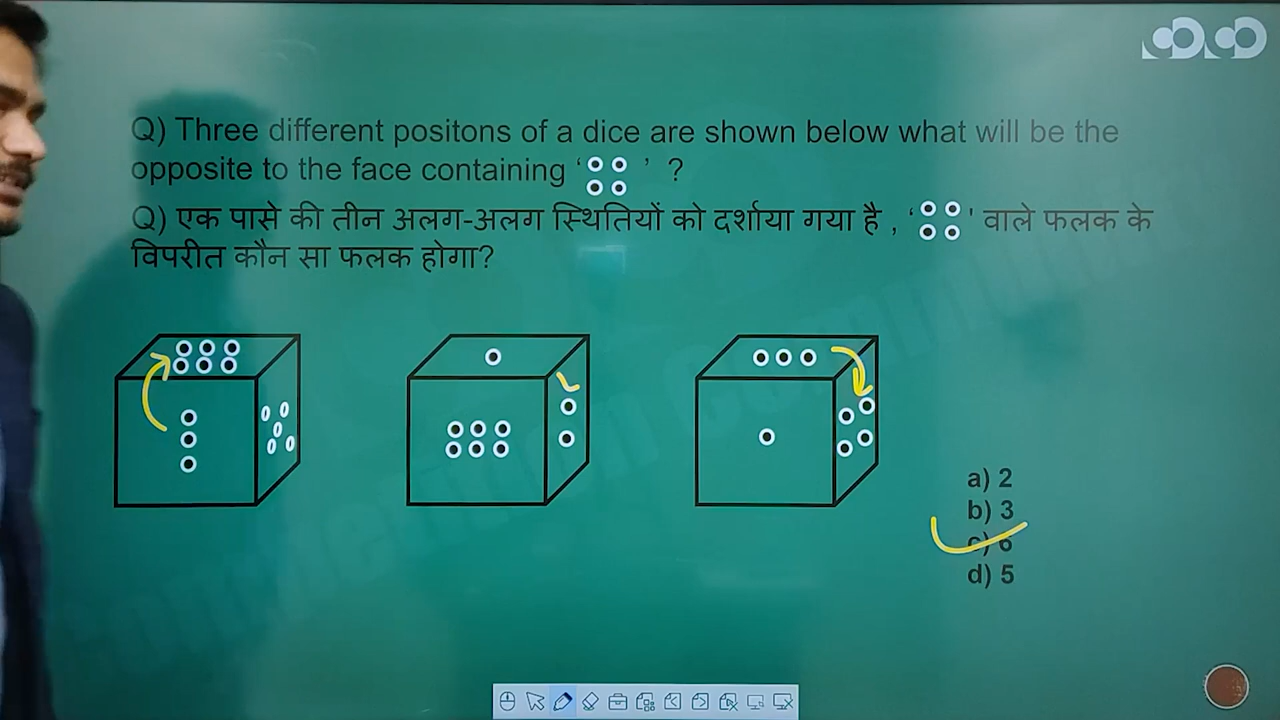 Q) Three different positons of a dice are shown below what will be the
opposite to the face containing ‘ ’ ?
Q) एक पासे की तीन अलग-अलग स्थितियों को दर्शाया गया है , ‘ ' वाले फलक के
विपरीत कौन सा फलक होगा?
a) 2
b) 3
c) 6
d) 5